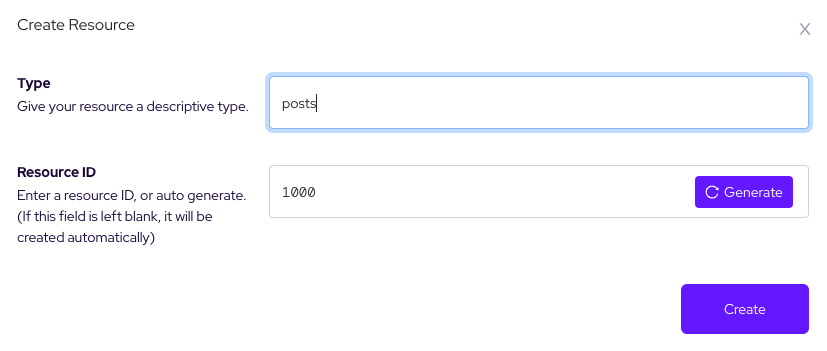 Create Resource
X
Type
Give your resource a descriptive type.
posts
Resource ID
Enter a resource ID, or auto generate.
(If this field is left blank, it will be
created automatically)
1000
Generate
Create